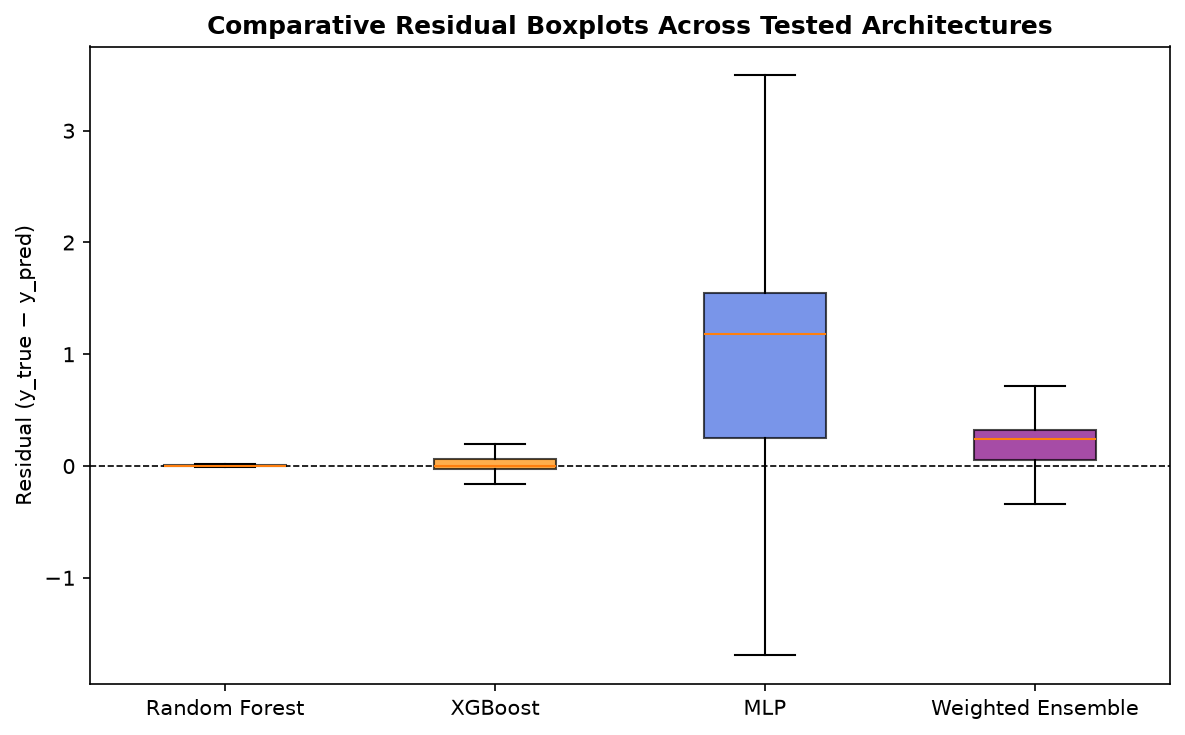 Comparative Residual Boxplots Across Tested Architectures
Residual (y_true − y_pred)
3
2
1
0
−1
Random Forest
XGBoost
MLP
Weighted Ensemble